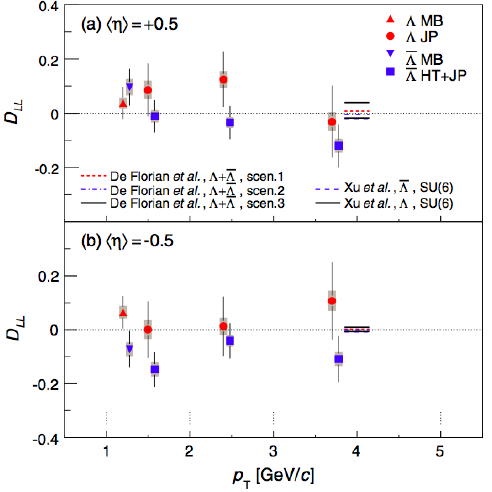 (a) ⟨η⟩ = +0.5
Λ MB
Λ JP
Λ̅ MB
Λ̅ HT+JP
D_LL
0.2
0
-0.2
De Florian et al., Λ+Λ̅, scen.1
De Florian et al., Λ+Λ̅, scen.2
De Florian et al., Λ+Λ̅, scen.3
Xu et al., Λ̅, SU(6)
Xu et al., Λ, SU(6)
(b) ⟨η⟩ = -0.5
D_LL
0.2
0
-0.2
-0.4
1 2 3 4 5
p_T [GeV/c]